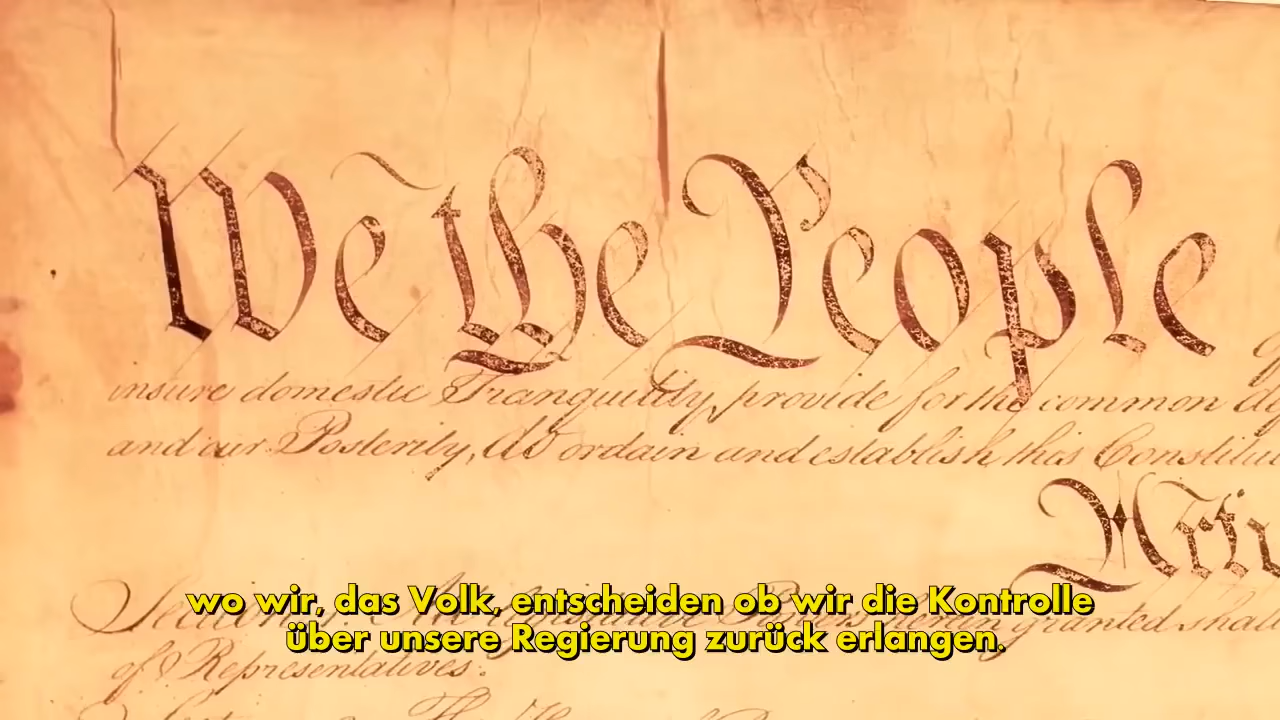 We the People
insure domestic Tranquility, provide for the common
and our Posterity, do ordain and establish this
wo wir, das Volk, entscheiden ob wir die Kontrolle
über unsere Regierung zurück erlangen.
of Representatives.